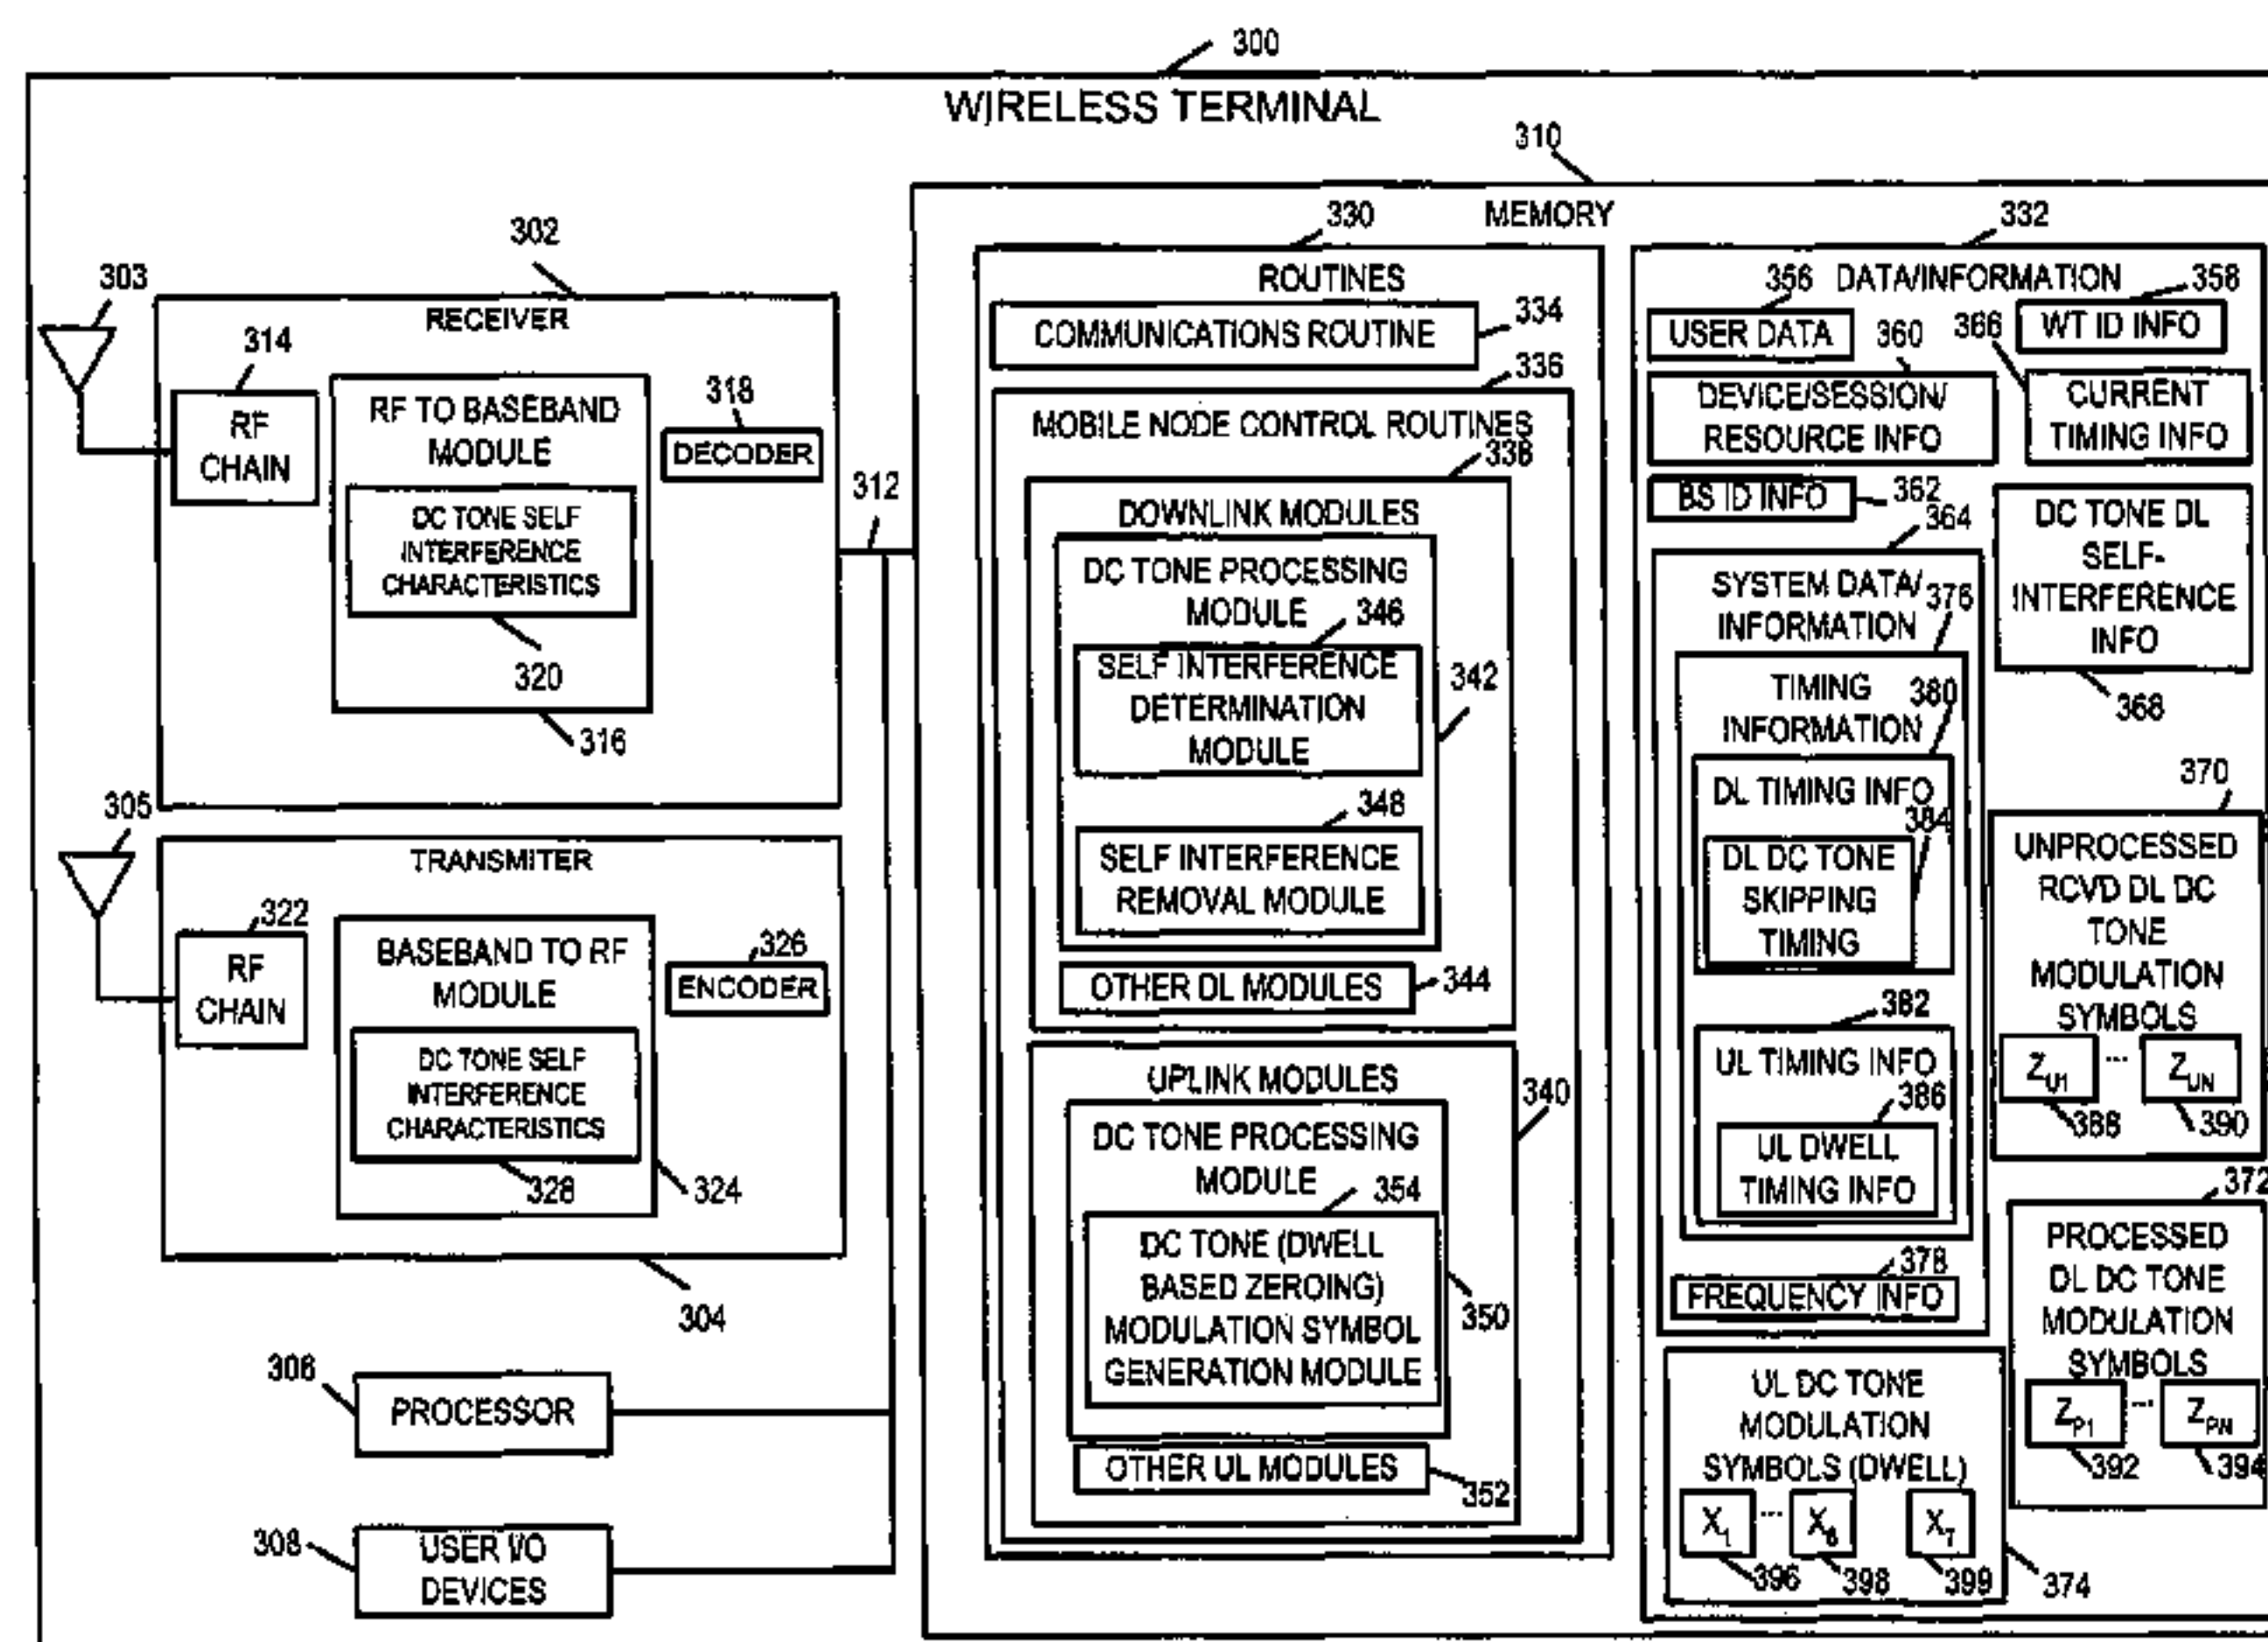 300
WIRELESS TERMINAL
310
MEMORY
302
303
RECEIVER
314
RF
CHAIN
RF TO BASEBAND
MODULE
318
DECODER
DC TONE SELF
INTERFERENCE
CHARACTERISTICS
320
316
312
305
TRANSMITER
322
RF
CHAIN
BASEBAND TO RF
MODULE
326
ENCODER
DC TONE SELF
INTERFERENCE
CHARACTERISTICS
328
324
304
306
PROCESSOR
308
USER I/O
DEVICES
330
ROUTINES
COMMUNICATIONS ROUTINE
334
336
MOBILE NODE CONTROL ROUTINES
338
DOWNLINK MODULES
DC TONE PROCESSING
MODULE
346
SELF INTERFERENCE
DETERMINATION
MODULE
342
348
SELF INTERFERENCE
REMOVAL MODULE
OTHER DL MODULES
344
UPLINK MODULES
340
DC TONE PROCESSING
MODULE
354
DC TONE (DWELL
BASED ZEROING)
MODULATION SYMBOL
GENERATION MODULE
350
OTHER UL MODULES
352
332
DATA/INFORMATION
356
358
USER DATA
360
366
WT ID INFO
DEVICE/SESSION/
RESOURCE INFO
CURRENT
TIMING INFO
BS ID INFO
362
364
DC TONE DL
SELF-
INTERFERENCE
INFO
368
SYSTEM DATA/
INFORMATION
376
TIMING
INFORMATION
380
DL TIMING INFO
384
DL DC TONE
SKIPPING
TIMING
382
UL TIMING INFO
386
UL DWELL
TIMING INFO
378
FREQUENCY INFO
370
UNPROCESSED
RCVD DL DC
TONE
MODULATION
SYMBOLS
Z_U1 ... Z_UN
388 390
372
PROCESSED
DL DC TONE
MODULATION
SYMBOLS
Z_P1 ... Z_PN
392 394
UL DC TONE
MODULATION
SYMBOLS (DWELL)
X_1 ... X_6 X_7
396 398 399 374